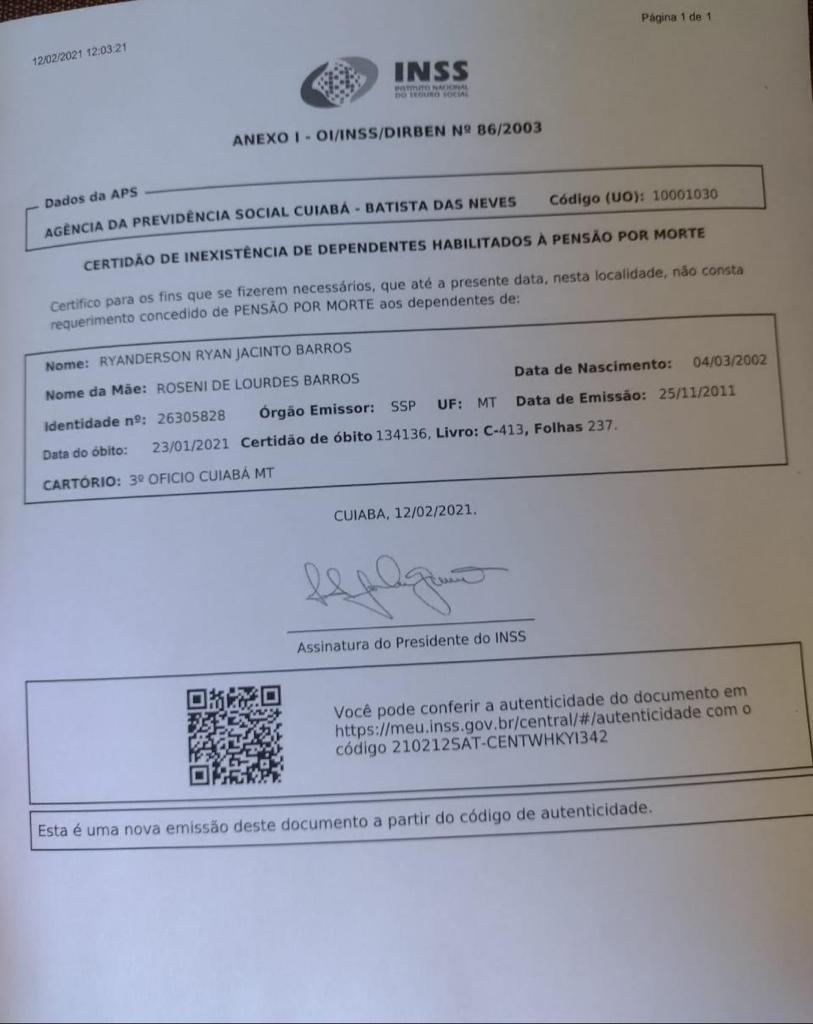 Página 1 de 1
12/02/2021 12:03:21
INSS
INSTITUTO NACIONAL
DO SEGURO SOCIAL
ANEXO I - OI/INSS/DIRBEN Nº 86/2003
Dados da APS
AGÊNCIA DA PREVIDÊNCIA SOCIAL CUIABÁ - BATISTA DAS NEVES Código (UO): 10001030
CERTIDÃO DE INEXISTÊNCIA DE DEPENDENTES HABILITADOS À PENSÃO POR MORTE
Certifico para os fins que se fizerem necessários, que até a presente data, nesta localidade, não consta
requerimento concedido de PENSÃO POR MORTE aos dependentes de:
Nome: RYANDERSON RYAN JACINTO BARROS
Nome da Mãe: ROSENI DE LOURDES BARROS Data de Nascimento: 04/03/2002
Identidade nº: 26305828 Órgão Emissor: SSP UF: MT Data de Emissão: 25/11/2011
Data do óbito: 23/01/2021 Certidão de óbito 134136, Livro: C-413, Folhas 237.
CARTÓRIO: 3º OFICIO CUIABÁ MT
CUIABA, 12/02/2021.
Assinatura do Presidente do INSS
Você pode conferir a autenticidade do documento em
https://meu.inss.gov.br/central/#/autenticidade com o
código 210212SAT-CENTWHKYI342
Esta é uma nova emissão deste documento a partir do código de autenticidade.